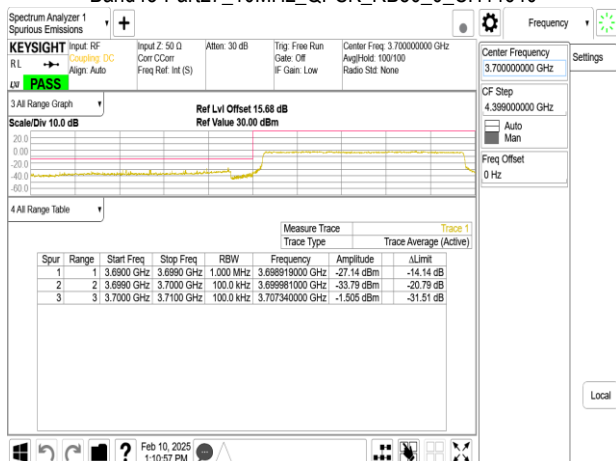 Spectrum Analyzer 1
Spurious Emissions
+
Frequency
KEYSIGHT Input: RF Input Z: 50 Ω Atten: 30 dB Trig: Free Run Center Freq: 3.700000000 GHz
RL Coupling: DC Corr CCorr Gate: Off Avg|Hold: 100/100
Align: Auto Freq Ref: Int (S) IF Gain: Low Radio Std: None
LXI PASS
Center Frequency
3.700000000 GHz
Settings
CF Step
4.399000000 GHz
Auto
Man
Freq Offset
0 Hz
3 All Range Graph
Ref Lvl Offset 15.68 dB
Scale/Div 10.0 dB Ref Value 30.00 dBm
20.0
0.00
-20.0
-40.0
-60.0
4 All Range Table
Measure Trace Trace 1
Trace Type Trace Average (Active)
Spur Range Start Freq Stop Freq RBW Frequency Amplitude ΔLimit
1 1 3.6900 GHz 3.6990 GHz 1.000 MHz 3.698919000 GHz -27.14 dBm -14.14 dB
2 2 3.6990 GHz 3.7000 GHz 100.0 kHz 3.699981000 GHz -33.79 dBm -20.79 dB
3 3 3.7000 GHz 3.7100 GHz 100.0 kHz 3.707340000 GHz -1.505 dBm -31.51 dB
Local
? Feb 10, 2025
1:10:57 PM